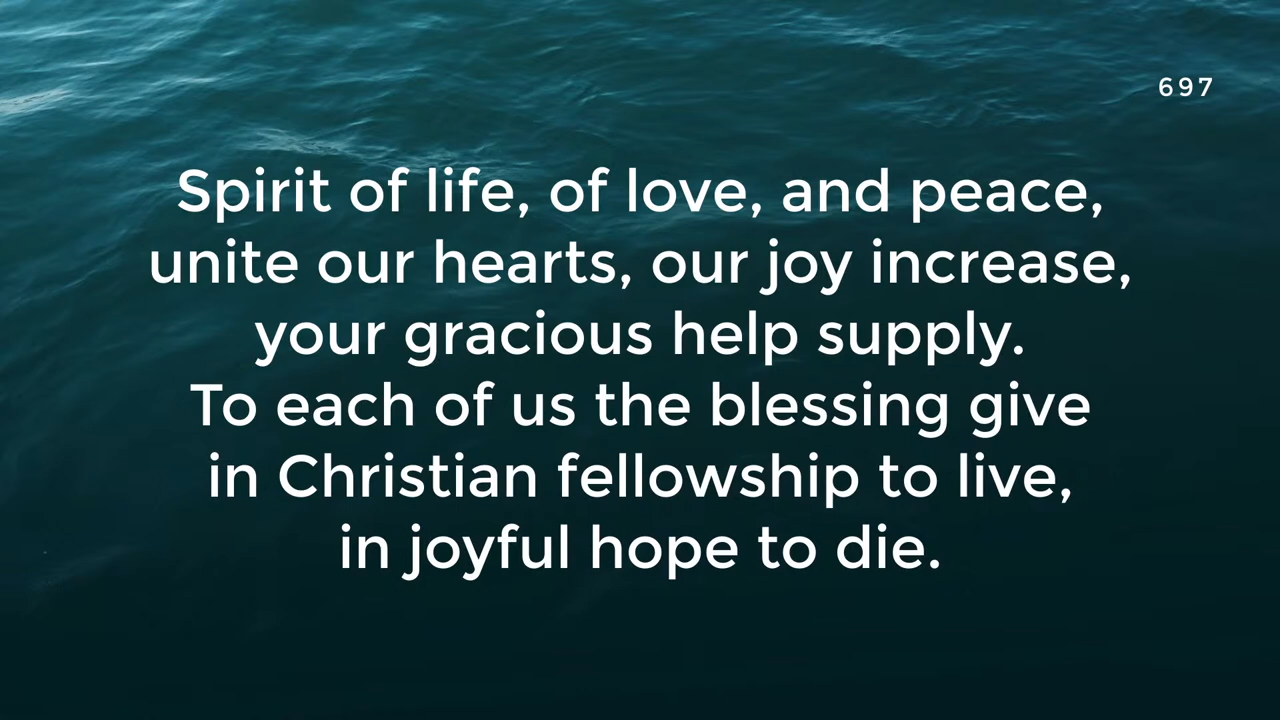 697
Spirit of life, of love, and peace,
unite our hearts, our joy increase,
your gracious help supply.
To each of us the blessing give
in Christian fellowship to live,
in joyful hope to die.